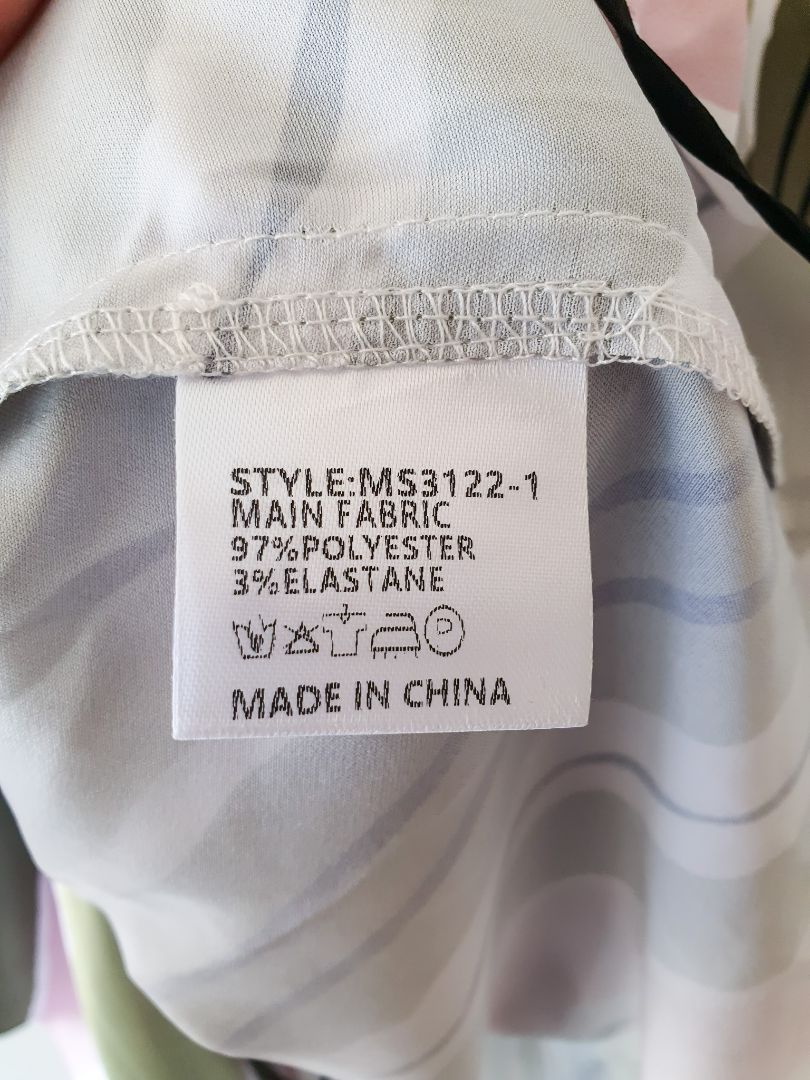 STYLE:MS3122-1
MAIN FABRIC
97%POLYESTER
3%ELASTANE
MADE IN CHINA